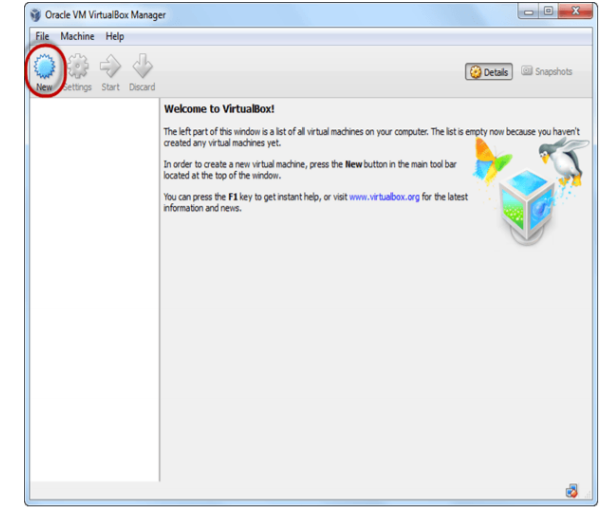 Oracle VM VirtualBox Manager
File Machine Help
New Settings Start Discard
Details Snapshots
Welcome to VirtualBox!
The left part of this window is a list of all virtual machines on your computer. The list is empty now because you haven't
created any virtual machines yet.
In order to create a new virtual machine, press the New button in the main tool bar
located at the top of the window.
You can press the F1 key to get instant help, or visit www.virtualbox.org for the latest
information and news.